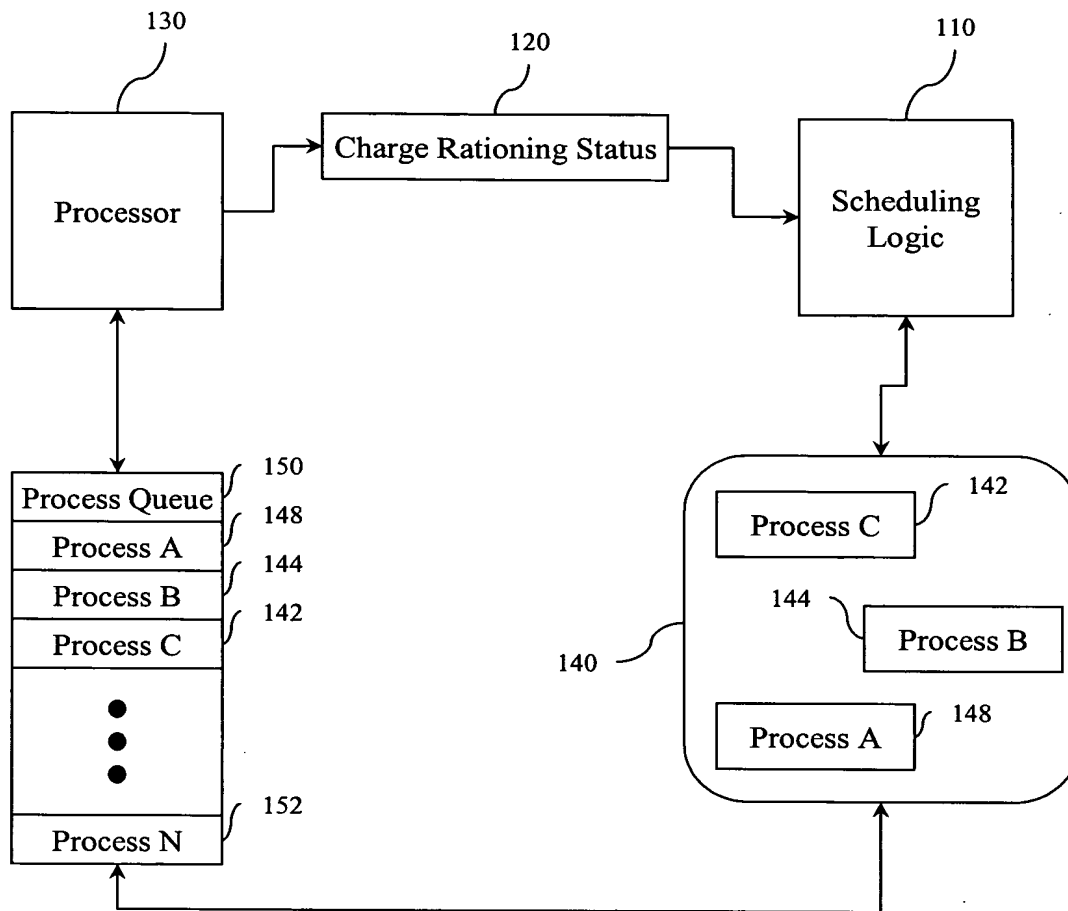 130
120
110
Processor
Charge Rationing Status
Scheduling
Logic
150
Process Queue
148
Process A
144
Process B
142
Process C
152
Process N
140
142
Process C
144
Process B
148
Process A